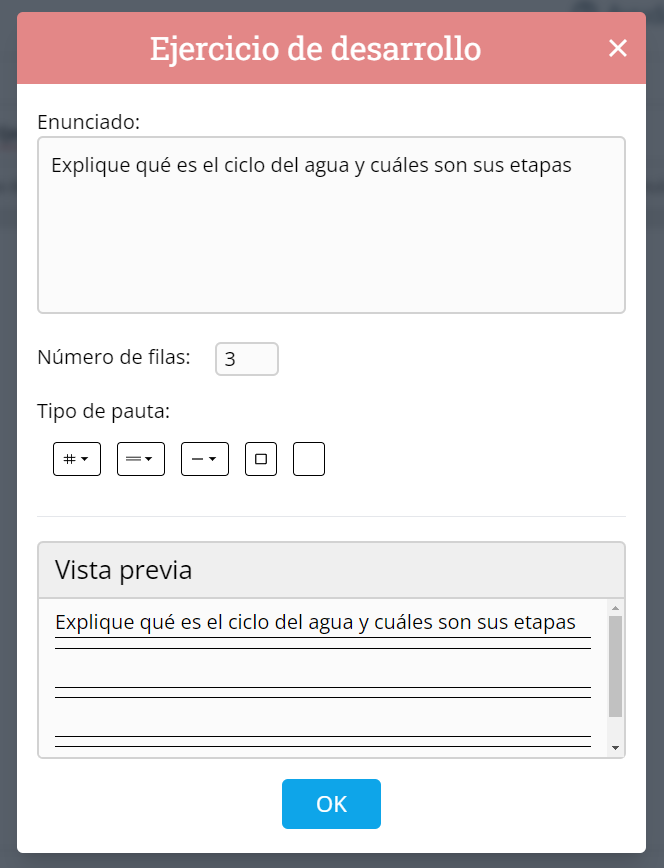 Ejercicio de desarrollo
Enunciado:
Explique qué es el ciclo del agua y cuáles son sus etapas
Número de filas: 3
Tipo de pauta:
Vista previa
Explique qué es el ciclo del agua y cuáles son sus etapas
OK